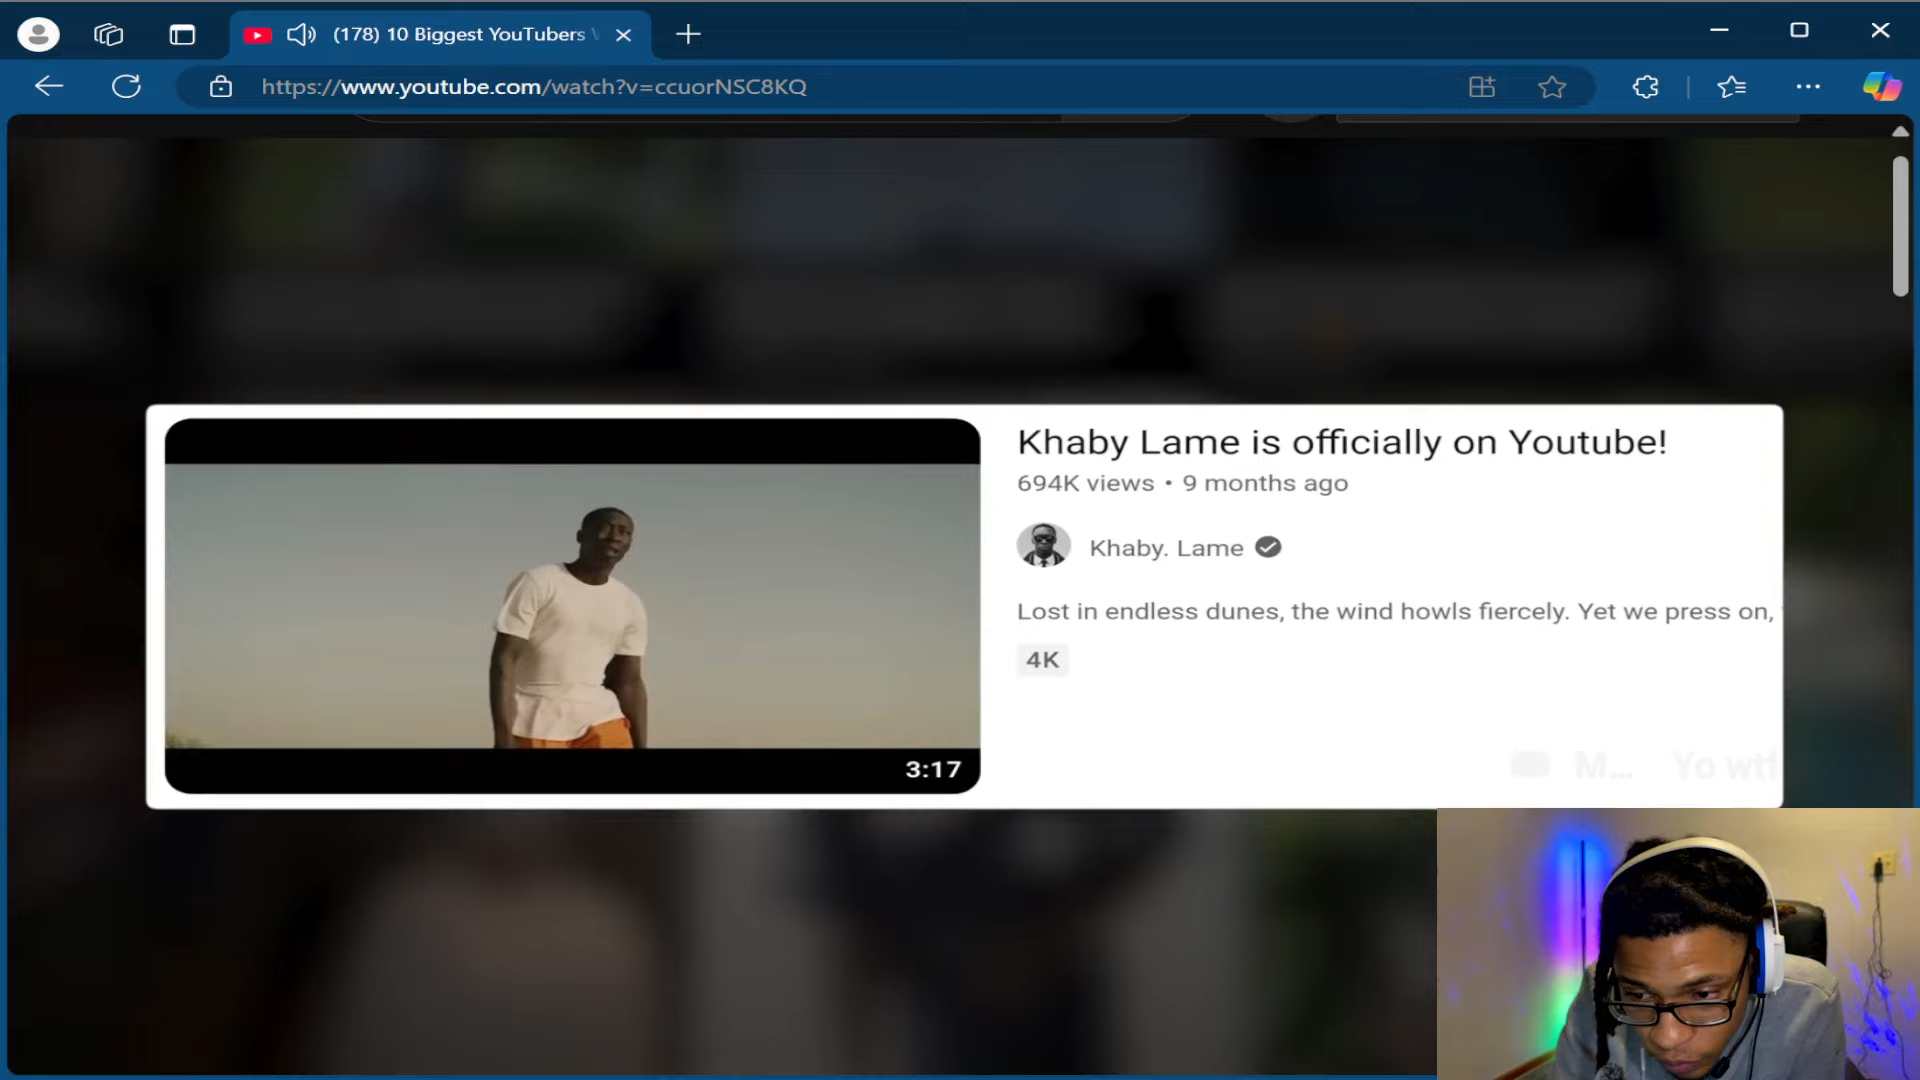 (178) 10 Biggest YouTubers
https://www.youtube.com/watch?v=ccuorNSC8KQ
Khaby Lame is officially on Youtube!
694K views • 9 months ago
Khaby. Lame
Lost in endless dunes, the wind howls fiercely. Yet we press on,
4K
3:17
M... Yo wtf